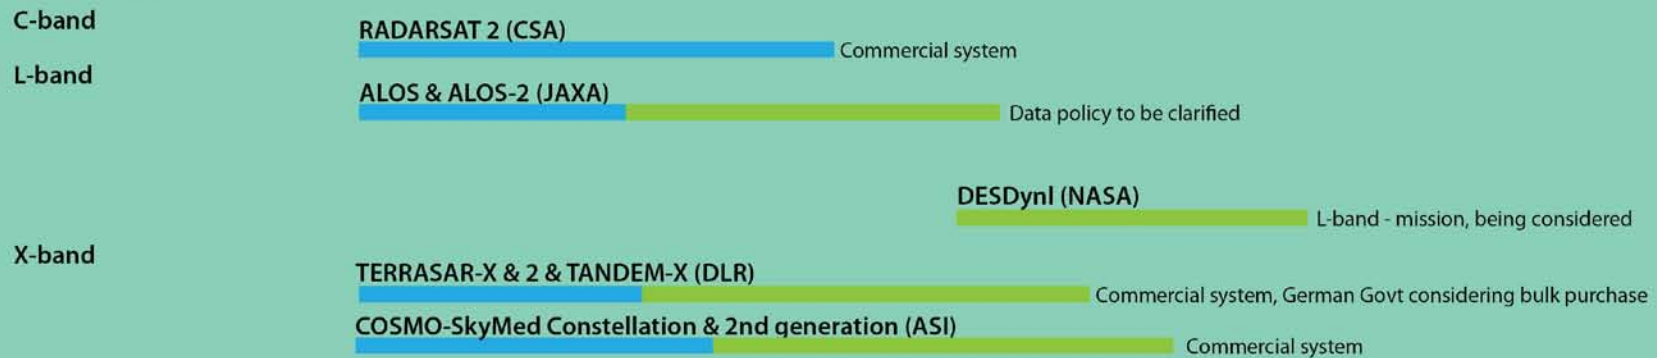 C-band
RADARSAT 2 (CSA)
Commercial system
L-band
ALOS & ALOS-2 (JAXA)
Data policy to be clarified
DESDynl (NASA)
L-band - mission, being considered
X-band
TERRASAR-X & 2 & TANDEM-X (DLR)
Commercial system, German Govt considering bulk purchase
COSMO-SkyMed Constellation & 2nd generation (ASI)
Commercial system